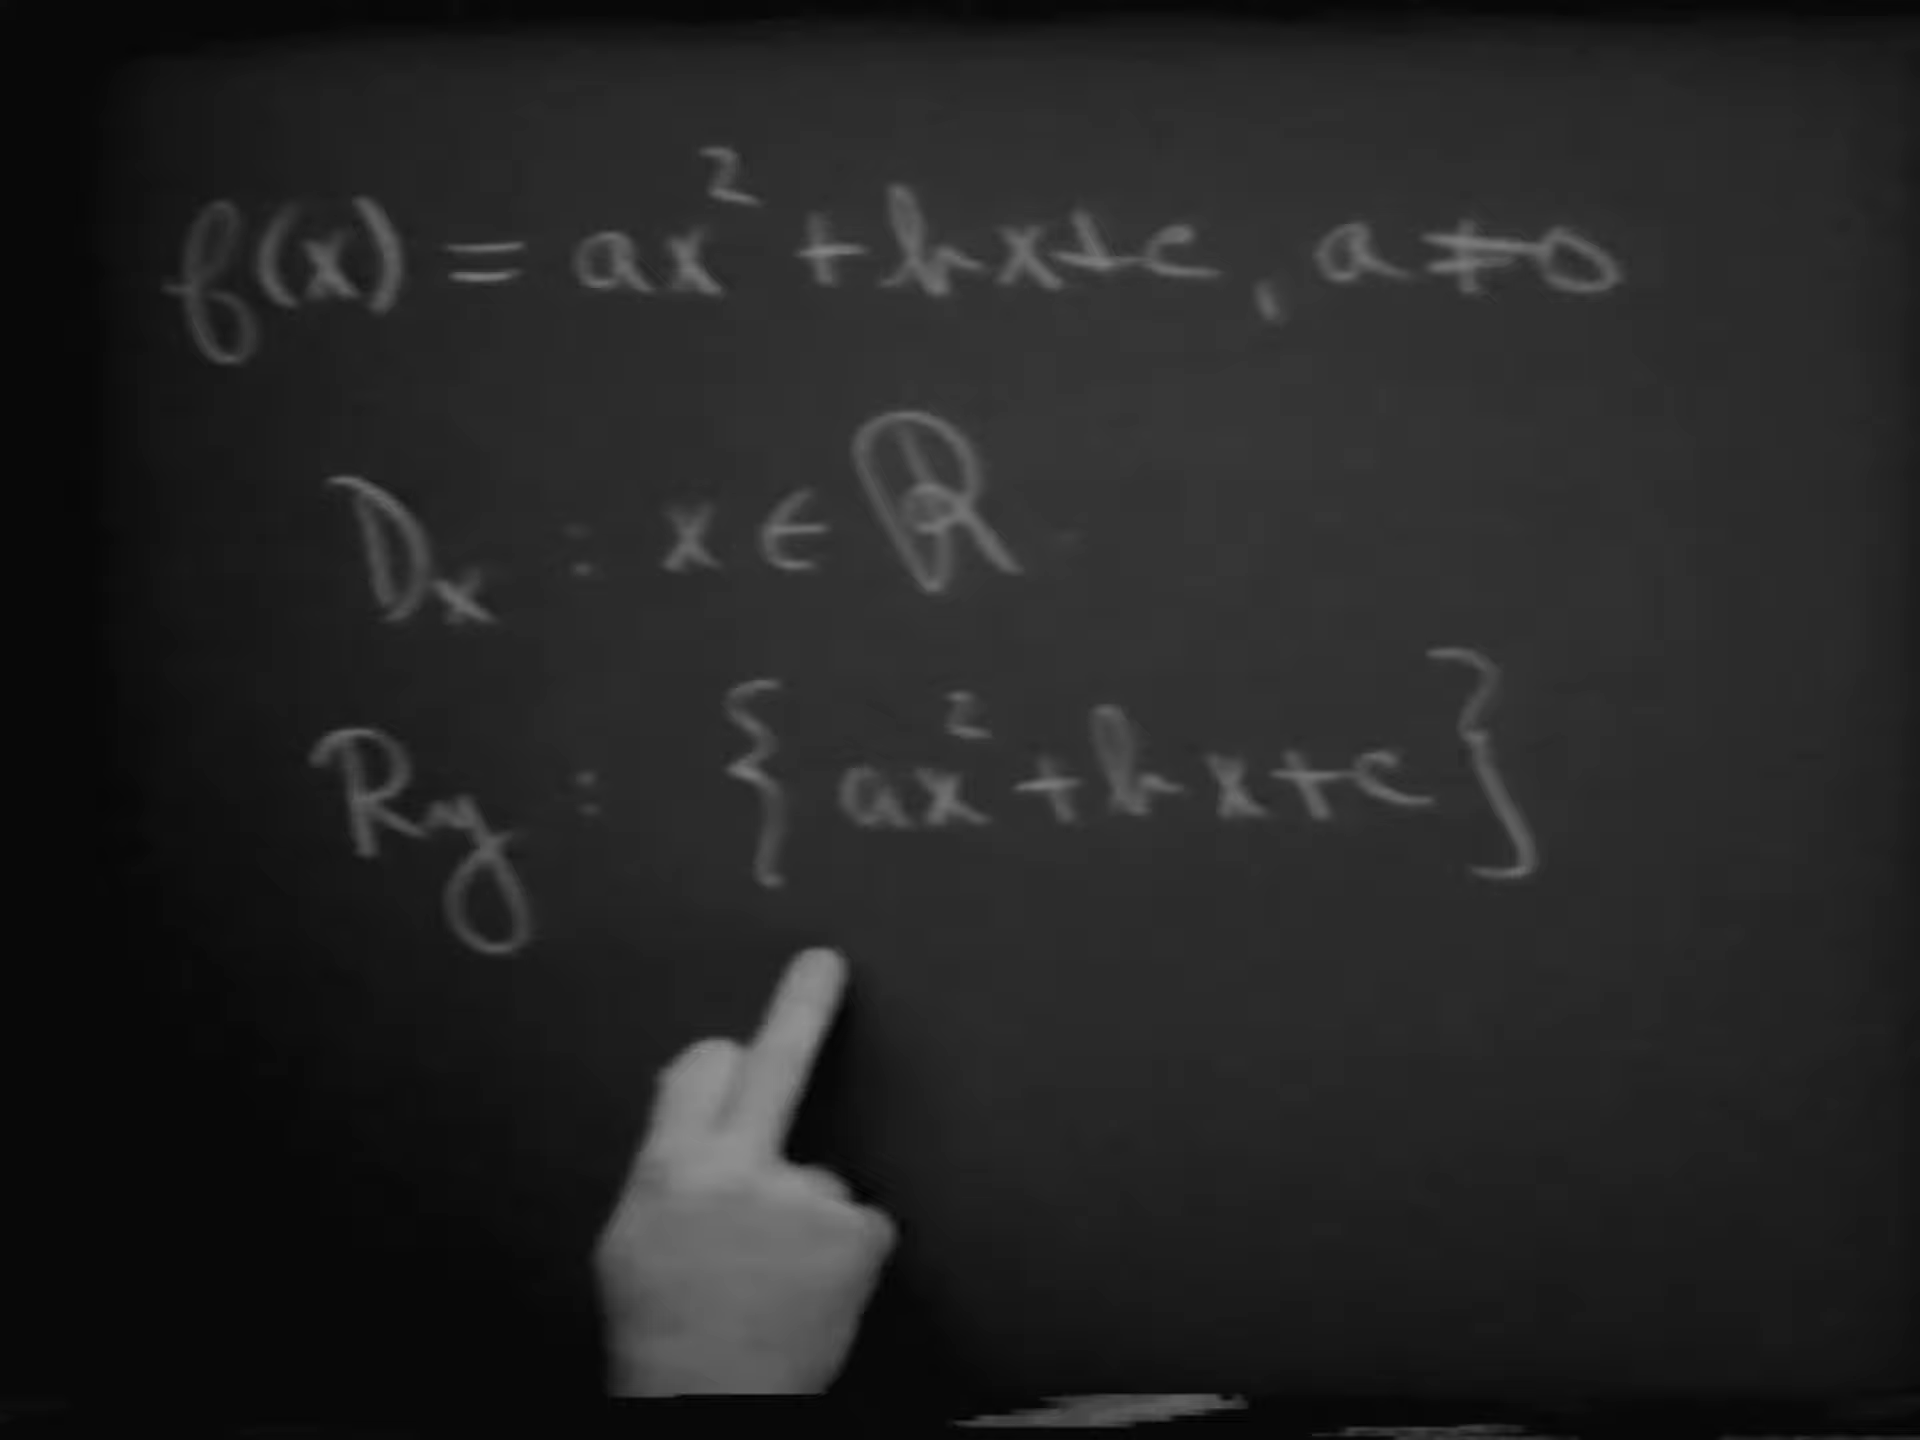 f(x) = ax² + bx + c, a ≠ 0
Dx : x ∈ ℝ
Ry : {ax² + bx + c}